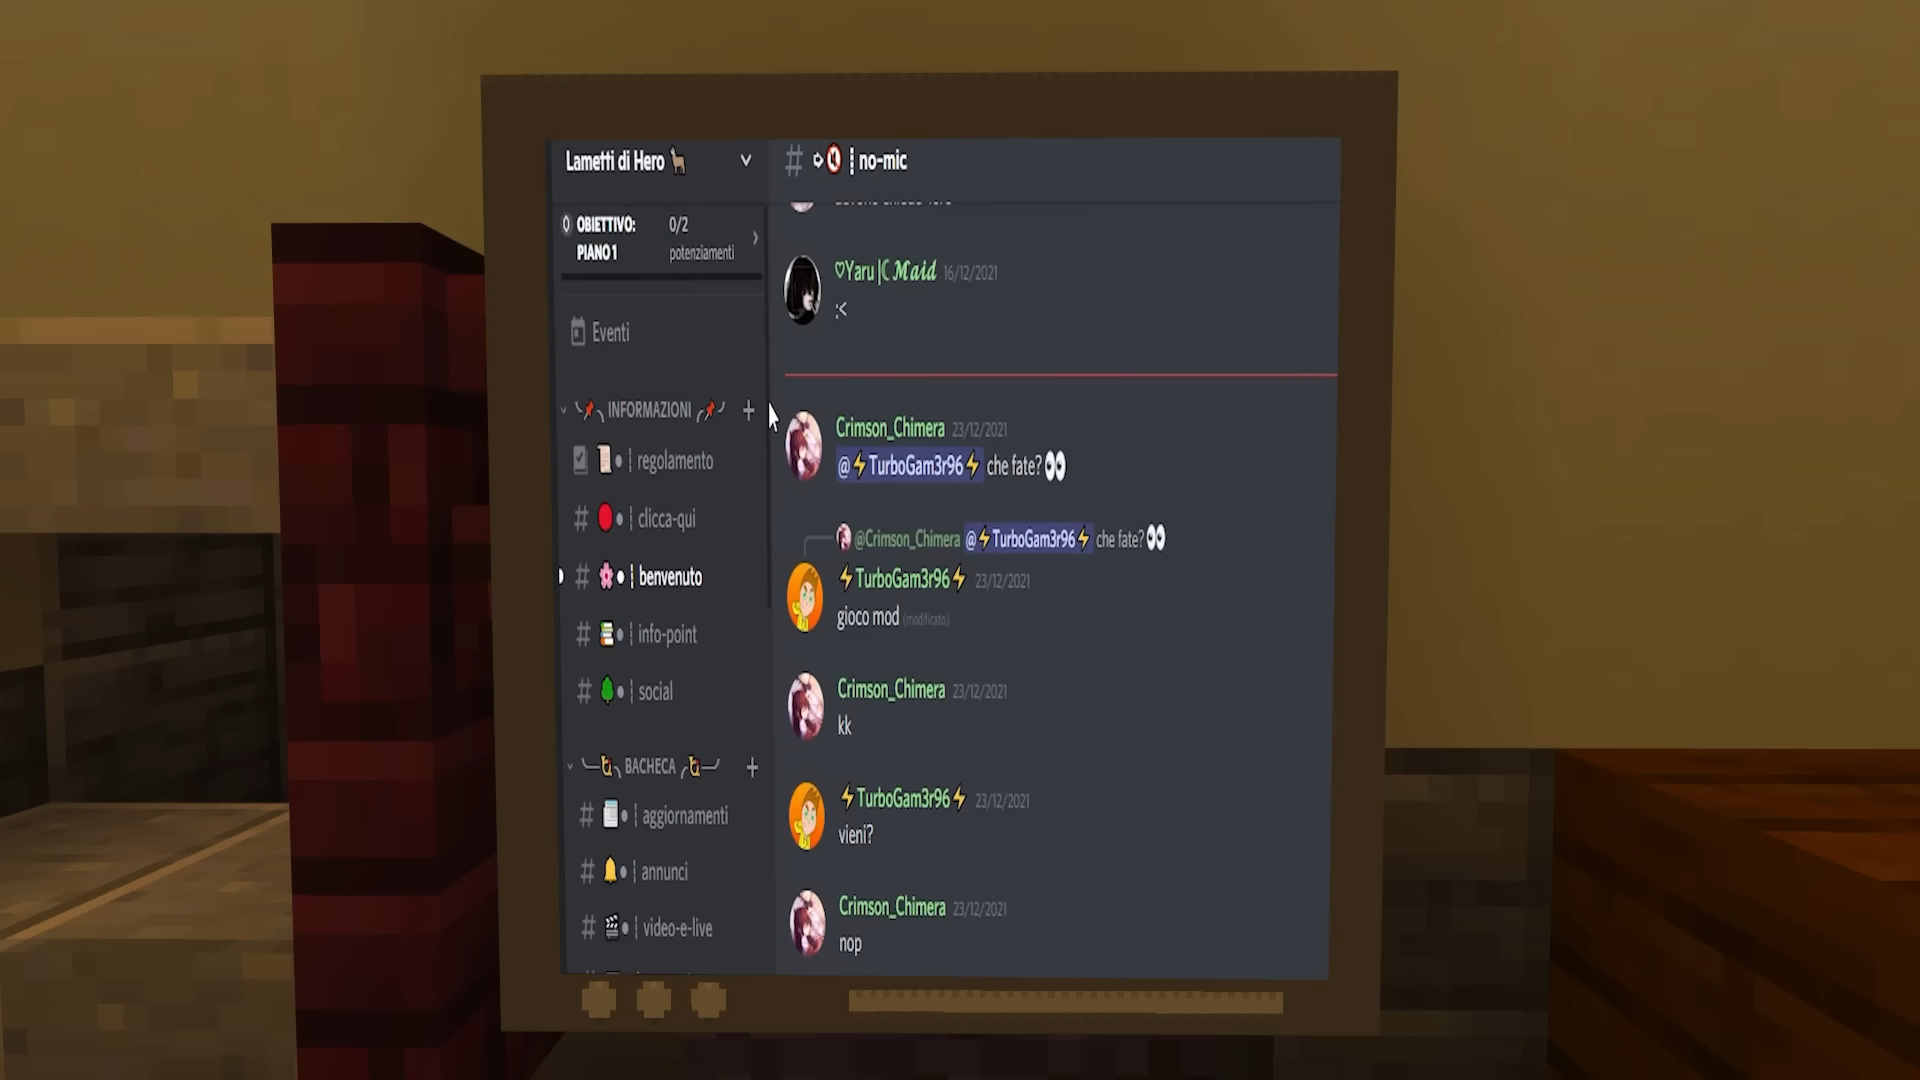 Lametti di Hero
OBIETTIVO:
PIANO 1
0/2
potenziamenti
Eventi
INFORMAZIONI
regolamento
clicca-qui
benvenuto
info-point
social
BACHECA
aggiornamenti
annunci
video-e-live
no-mic
♡Yaru |☾ 𝓜𝓪𝓲𝓭 16/12/2021
:<
Crimson_Chimera 23/12/2021
@⚡TurboGam3r96⚡ che fate? 👀
@Crimson_Chimera @⚡TurboGam3r96⚡ che fate? 👀
⚡TurboGam3r96⚡ 23/12/2021
gioco mod (modificato)
Crimson_Chimera 23/12/2021
kk
⚡TurboGam3r96⚡ 23/12/2021
vieni?
Crimson_Chimera 23/12/2021
nop